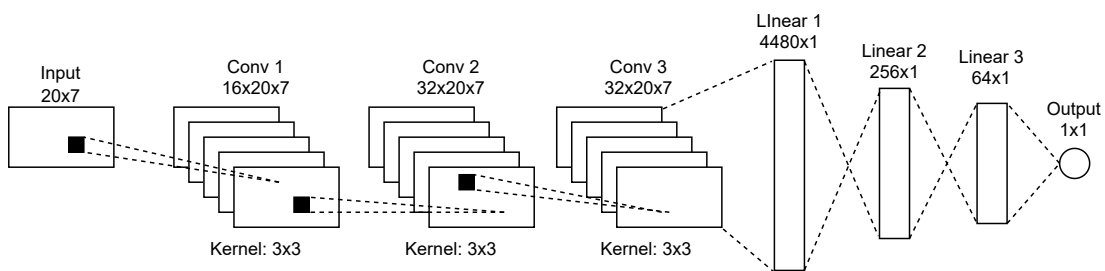 Input
20x7
Conv 1
16x20x7
Kernel: 3x3
Conv 2
32x20x7
Kernel: 3x3
Conv 3
32x20x7
Kernel: 3x3
LInear 1
4480x1
Linear 2
256x1
Linear 3
64x1
Output
1x1